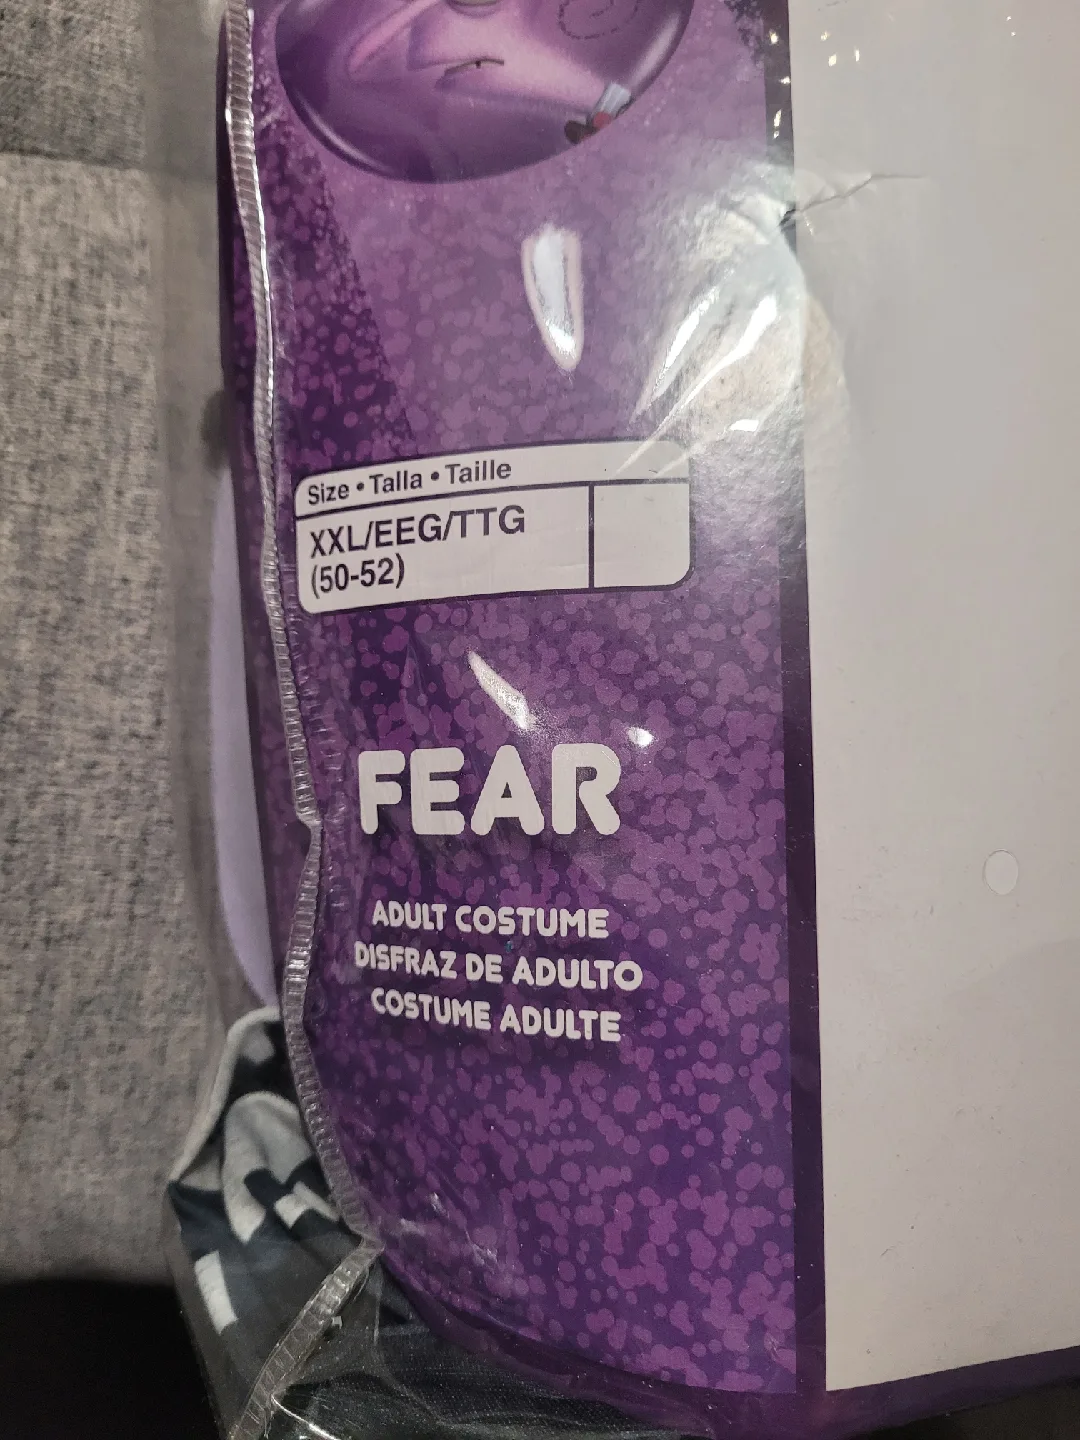 Size • Talla • Taille
XXL/EEG/TTG
(50-52)
FEAR
ADULT COSTUME
DISFRAZ DE ADULTO
COSTUME ADULTE